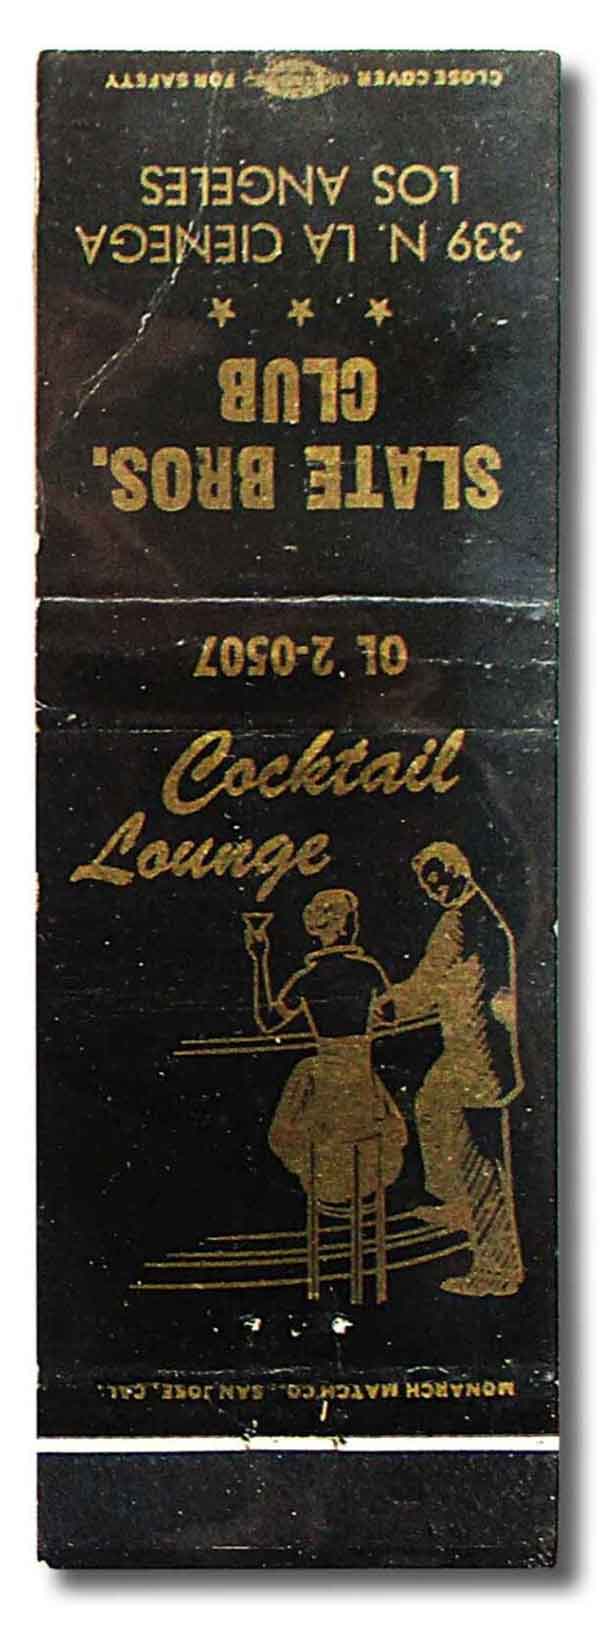 SLATE BROS.
CLUB
★ ★ ★
339 N. LA CIENEGA
LOS ANGELES
CLOSE COVER FOR SAFETY
OL 2-0507
Cocktail
Lounge
MONARCH MATCH CO., SAN JOSE, CAL.